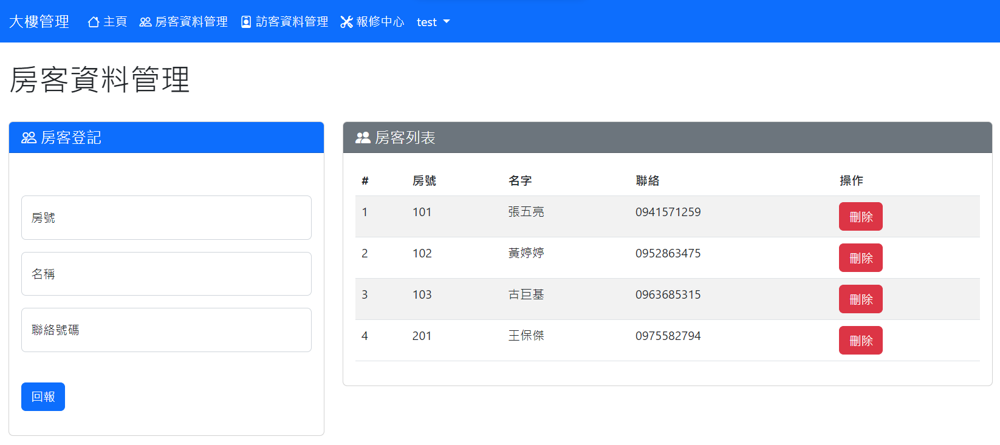 大樓管理 主頁 房客資料管理 訪客資料管理 報修中心 test
房客資料管理
房客登記
房號
名稱
聯絡號碼
回報
房客列表
# 房號 名字 聯絡 操作
1 101 張五亮 0941571259 刪除
2 102 黃婷婷 0952863475 刪除
3 103 古巨基 0963685315 刪除
4 201 王保傑 0975582794 刪除